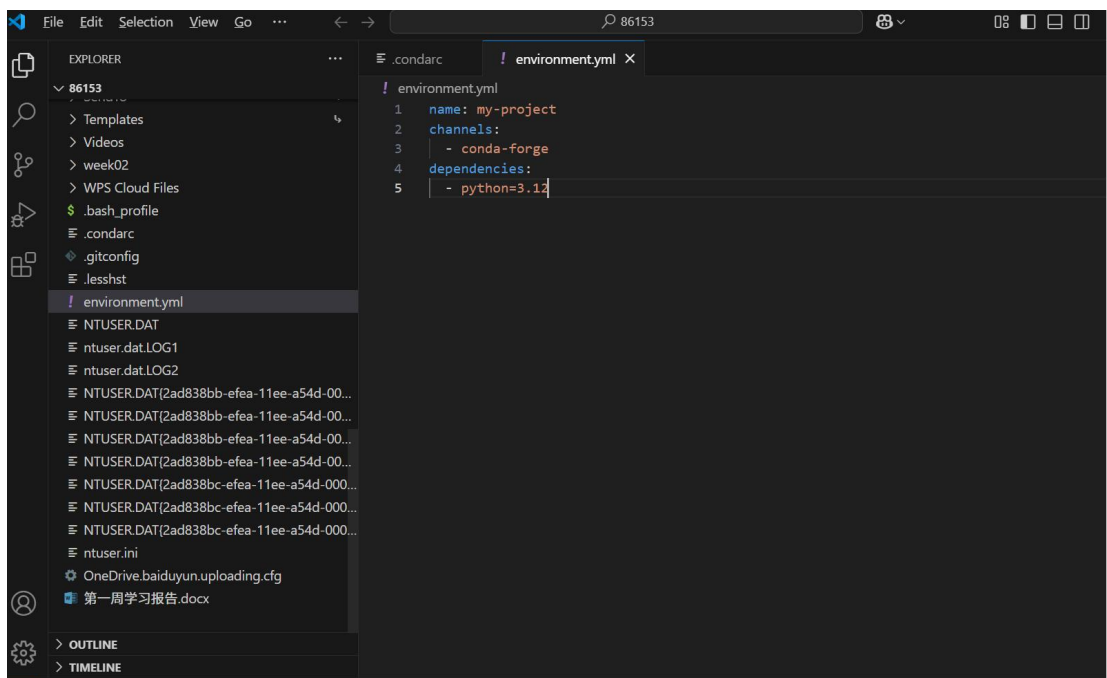 File Edit Selection View Go ··· 86153
EXPLORER ···
86153
Templates
Videos
week02
WPS Cloud Files
$ .bash_profile
.condarc
.gitconfig
.lesshst
! environment.yml
NTUSER.DAT
ntuser.dat.LOG1
ntuser.dat.LOG2
NTUSER.DAT{2ad838bb-efea-11ee-a54d-00...
NTUSER.DAT{2ad838bb-efea-11ee-a54d-00...
NTUSER.DAT{2ad838bb-efea-11ee-a54d-00...
NTUSER.DAT{2ad838bb-efea-11ee-a54d-00...
NTUSER.DAT{2ad838bc-efea-11ee-a54d-000...
NTUSER.DAT{2ad838bc-efea-11ee-a54d-000...
NTUSER.DAT{2ad838bc-efea-11ee-a54d-000...
ntuser.ini
OneDrive.baiduyun.uploading.cfg
第一周学习报告.docx
OUTLINE
TIMELINE
.condarc ! environment.yml
! environment.yml
1 name: my-project
2 channels:
3 - conda-forge
4 dependencies:
5 - python=3.12